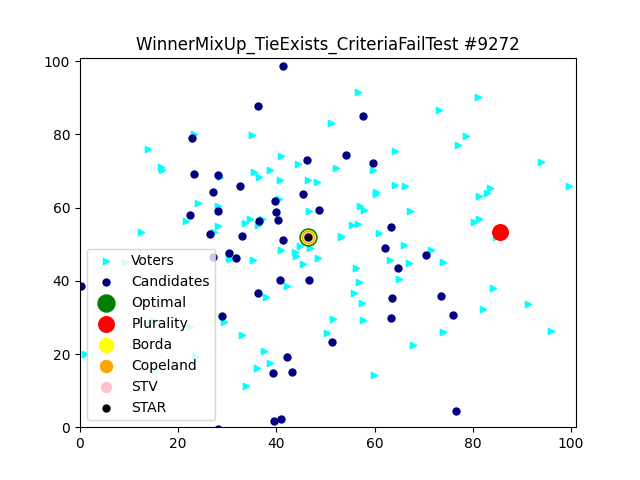 WinnerMixUp_TieExists_CriteriaFailTest #9272
100
80
60
40
20
0
Voters
Candidates
Optimal
Plurality
Borda
Copeland
STV
STAR
0 20 40 60 80 100